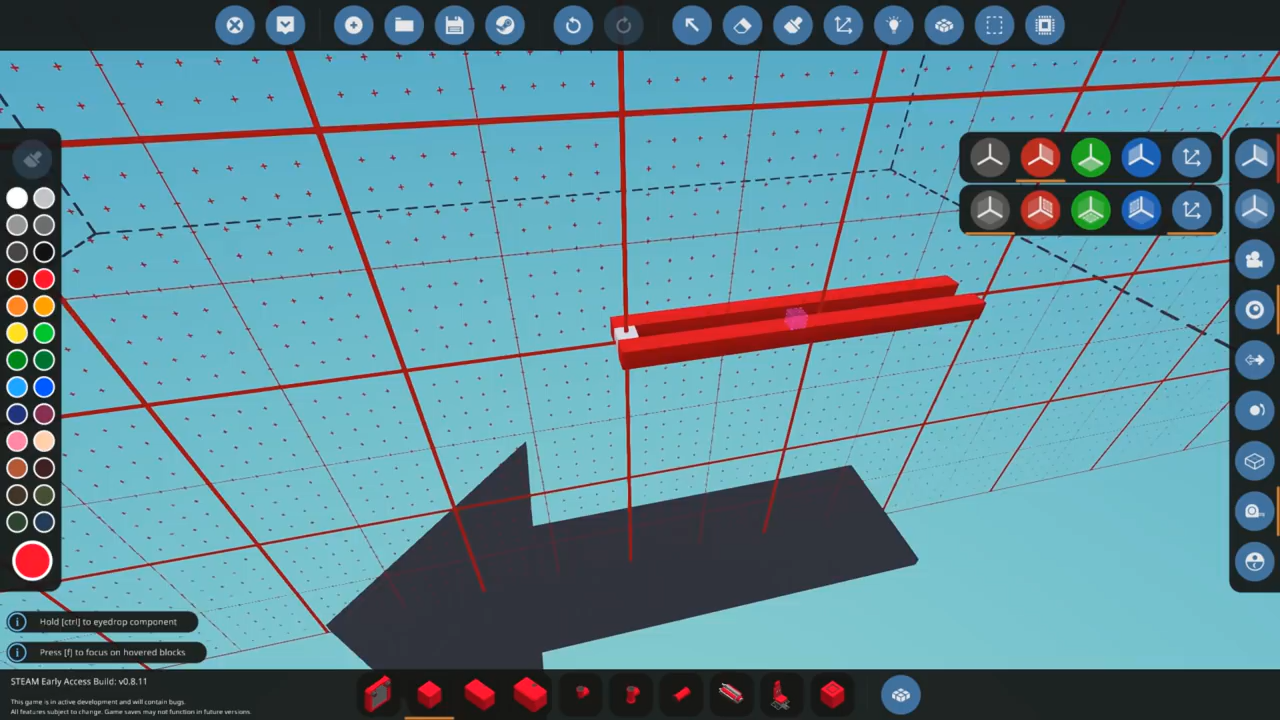 Hold [ctrl] to eyedrop component
Press [f] to focus on hovered blocks
STEAM Early Access Build: v0.8.11
This game is in active development and will contain bugs.
All features subject to change. Game saves may not function in future versions.